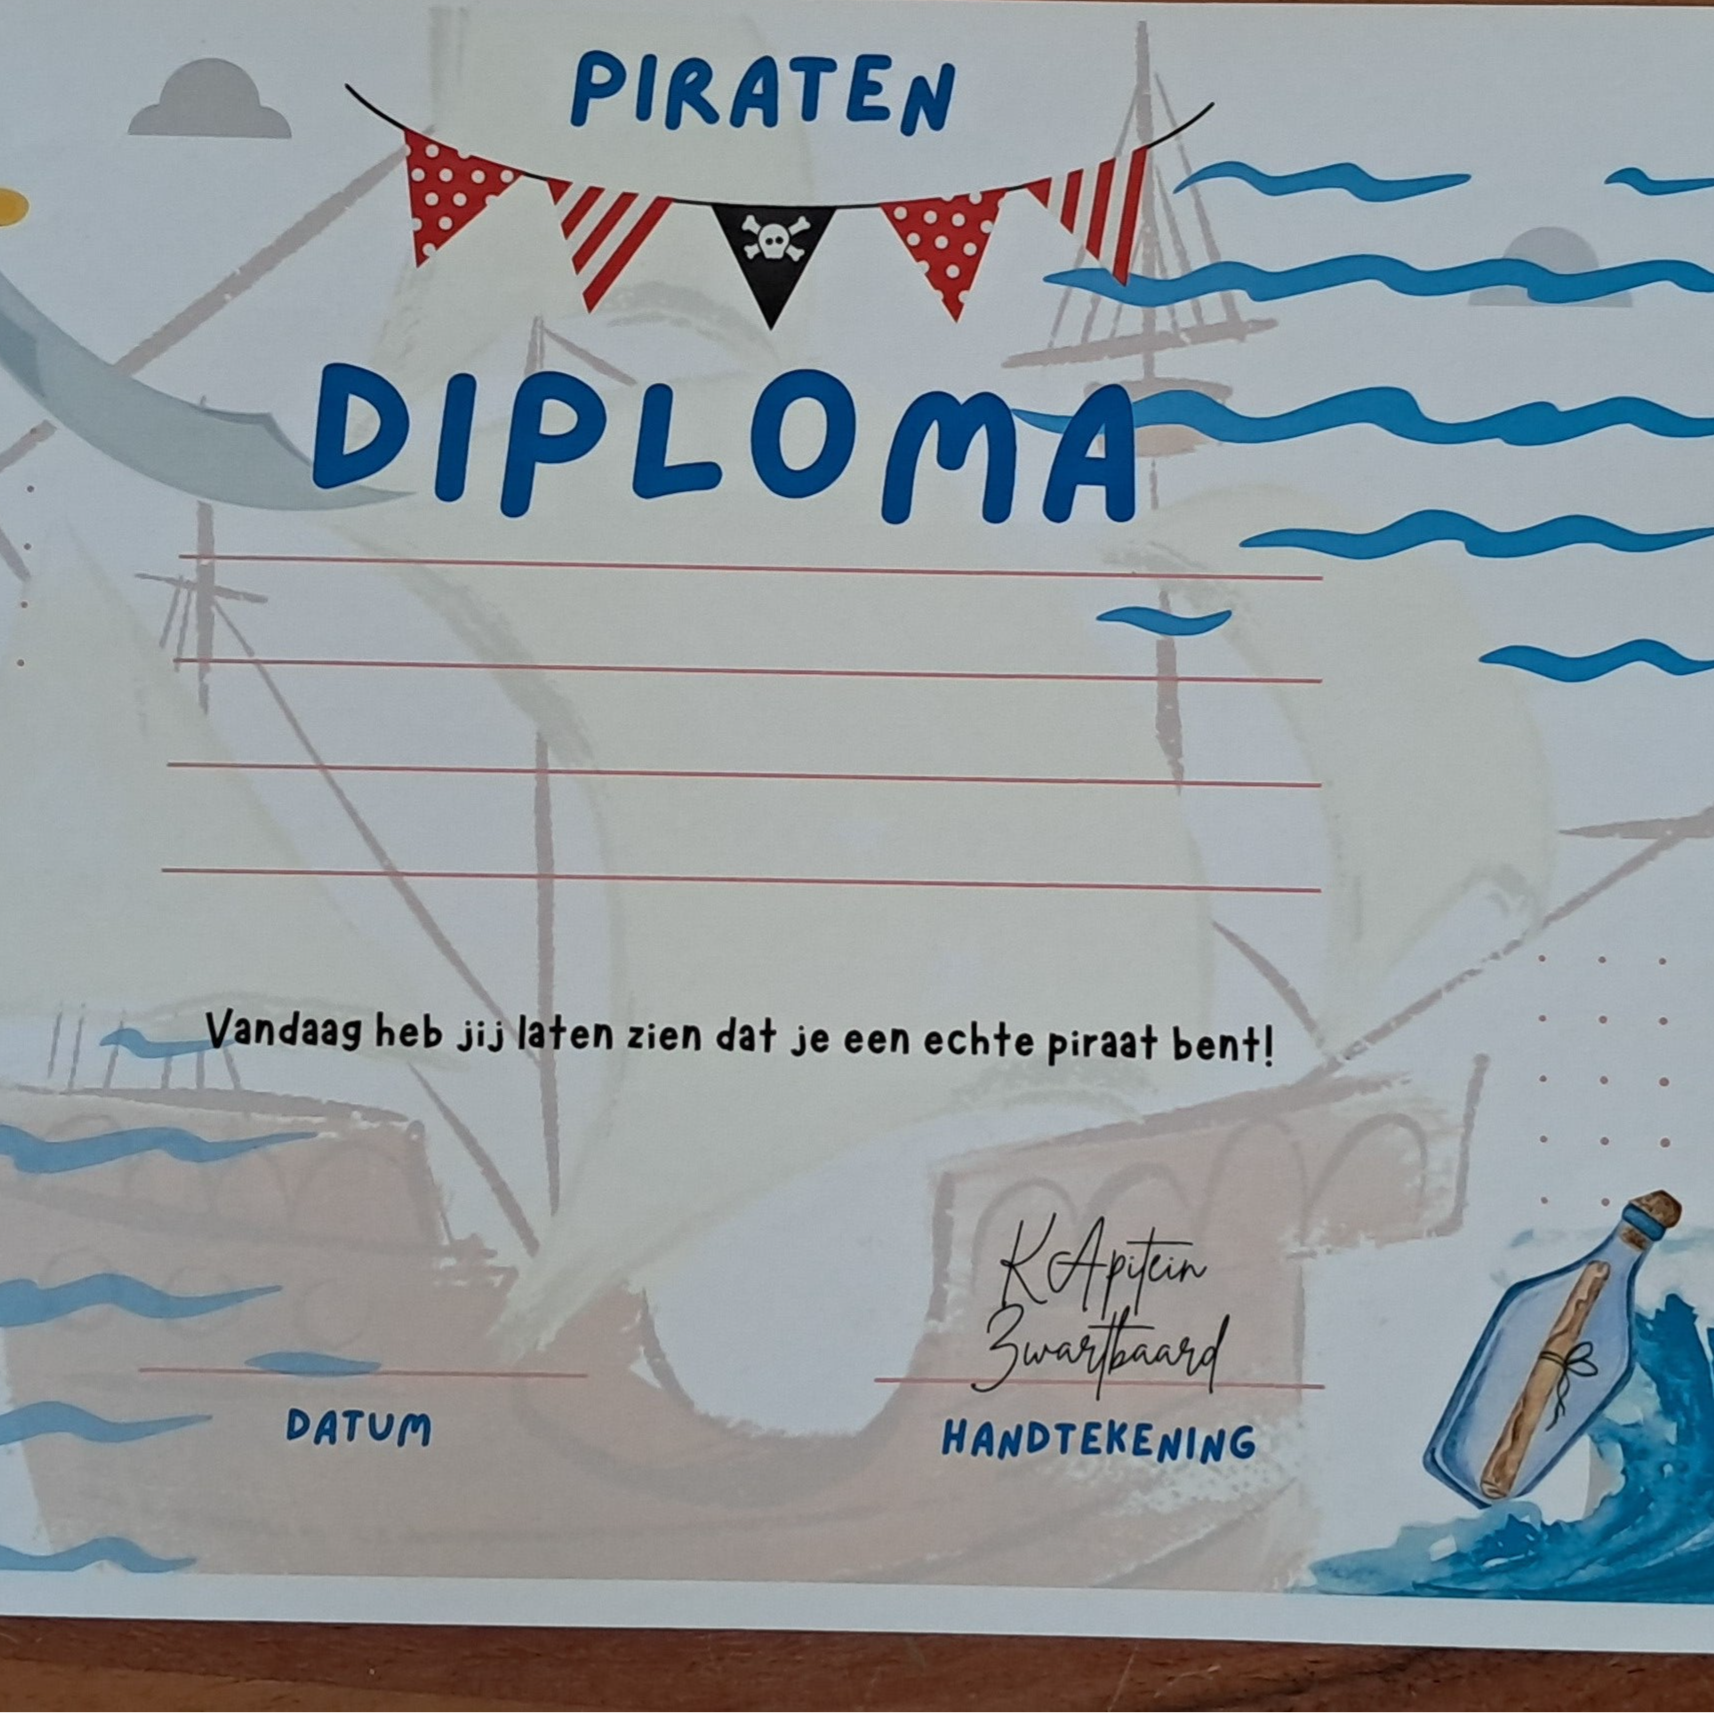 PIRATEN
DIPLOMA
Vandaag heb jij laten zien dat je een echte piraat bent!
KApitein
Zwartbaard
DATUM
HANDTEKENING